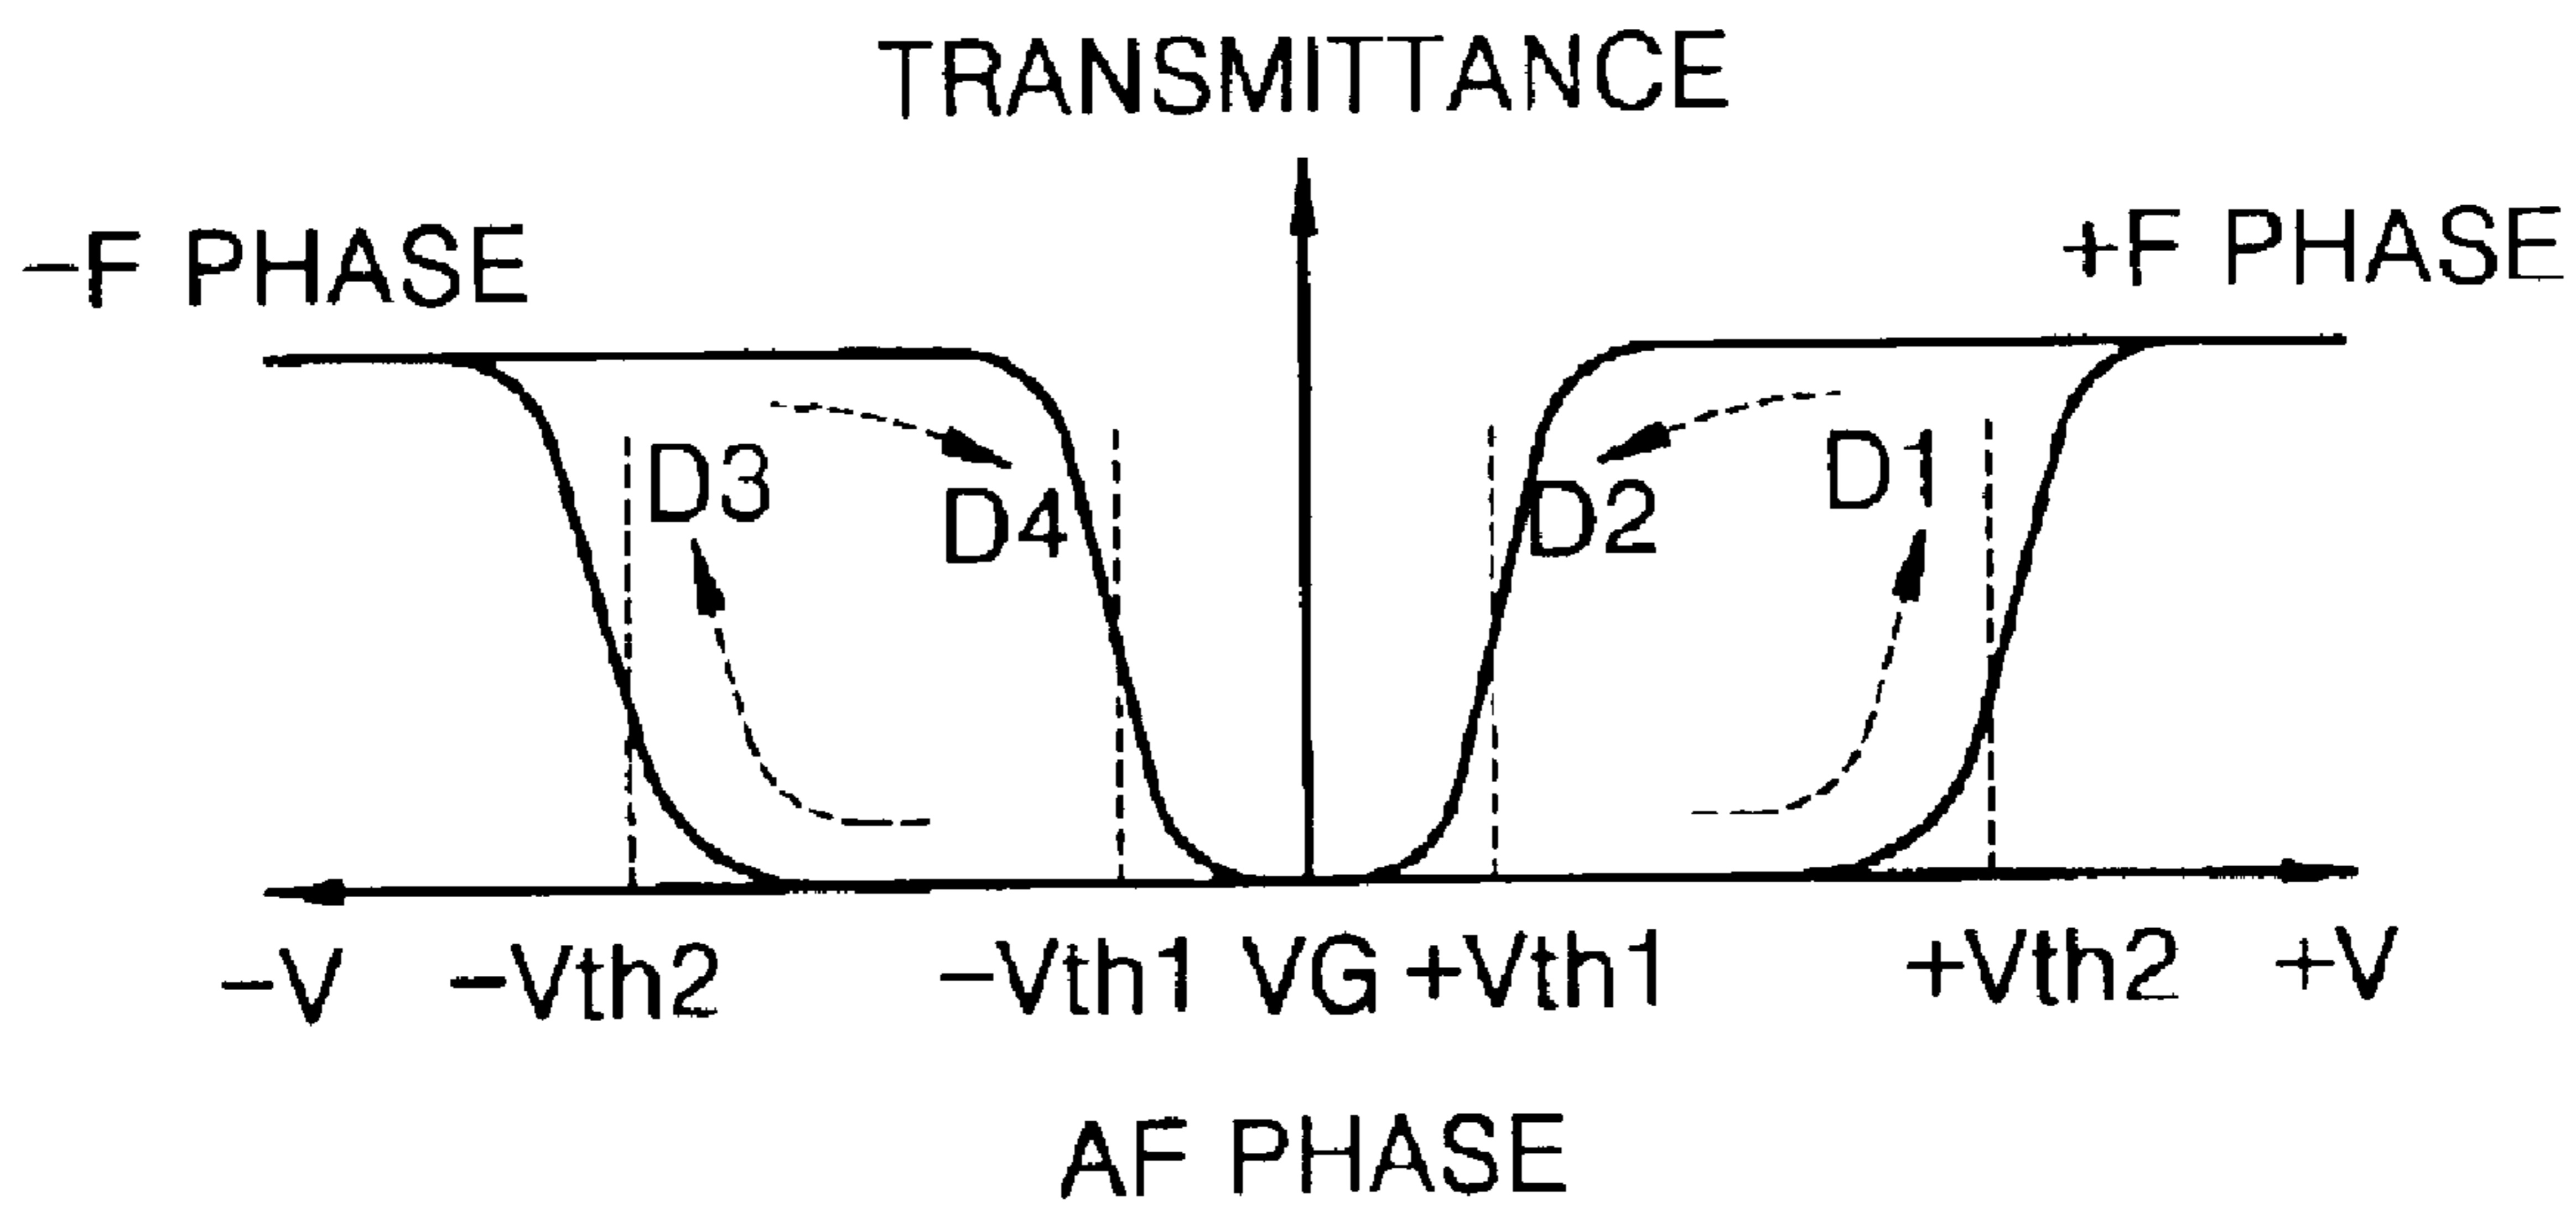 TRANSMITTANCE
−F PHASE
+F PHASE
D3
D4
D2
D1
−V −Vth2 −Vth1 VG +Vth1 +Vth2 +V
AF PHASE